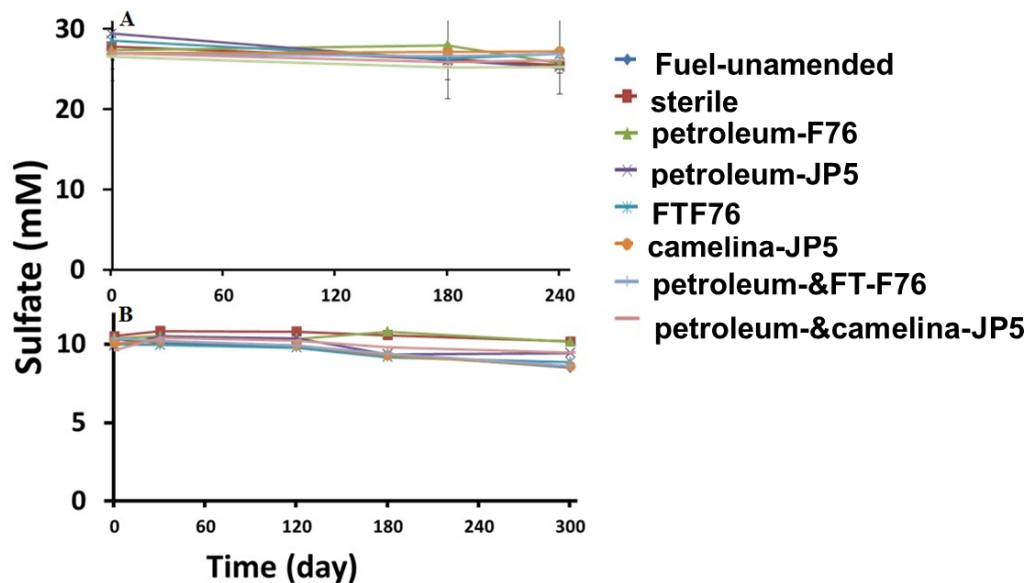 A
30
20
10
0
0 60 120 180 240
B
10
5
0
0 60 120 180 240 300
Sulfate (mM)
Time (day)
Fuel-unamended
sterile
petroleum-F76
petroleum-JP5
FTF76
camelina-JP5
petroleum-&FT-F76
petroleum-&camelina-JP5